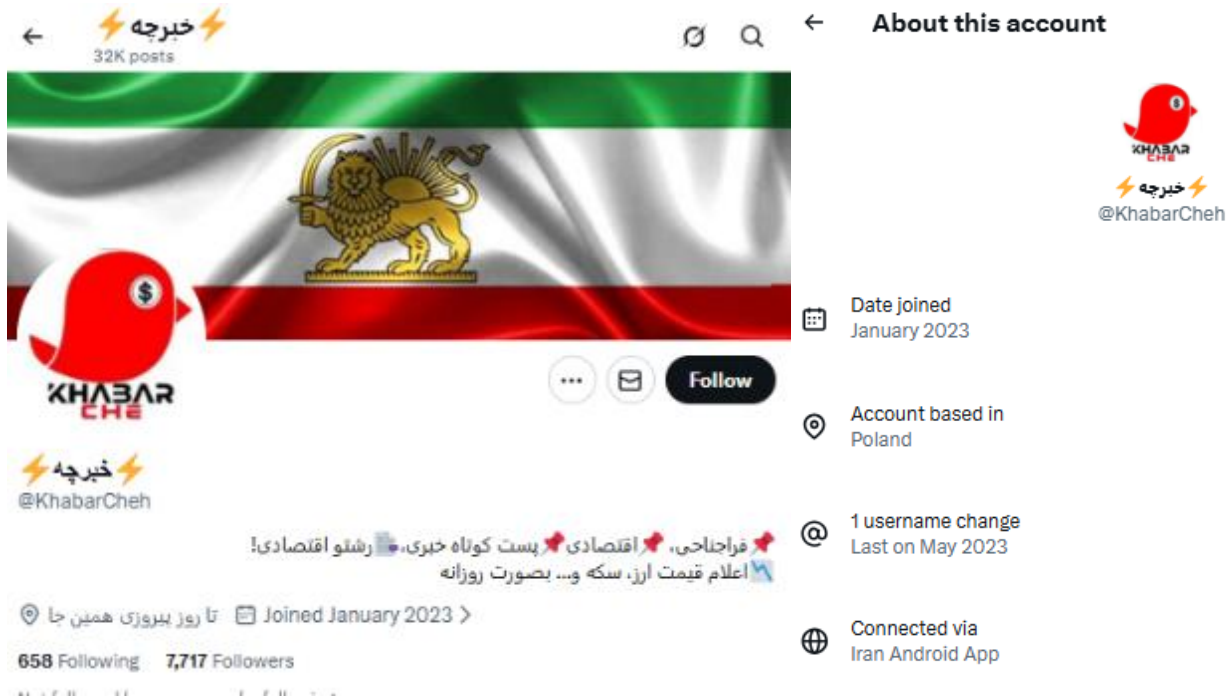 ⚡خبرچه⚡
32K posts
KHABAR
CHE
Follow
⚡خبرچه⚡
@KhabarCheh
📌فراجناحی، 📌اقتصادی📌پست کوتاه خبری، رشتو اقتصادی!
📉اعلام قیمت ارز، سکه و... بصورت روزانه
تا روز پیروزی همین جا Joined January 2023
658 Following 7,717 Followers
About this account
KHABAR
CHE
⚡خبرچه⚡
@KhabarCheh
Date joined
January 2023
Account based in
Poland
1 username change
Last on May 2023
Connected via
Iran Android App